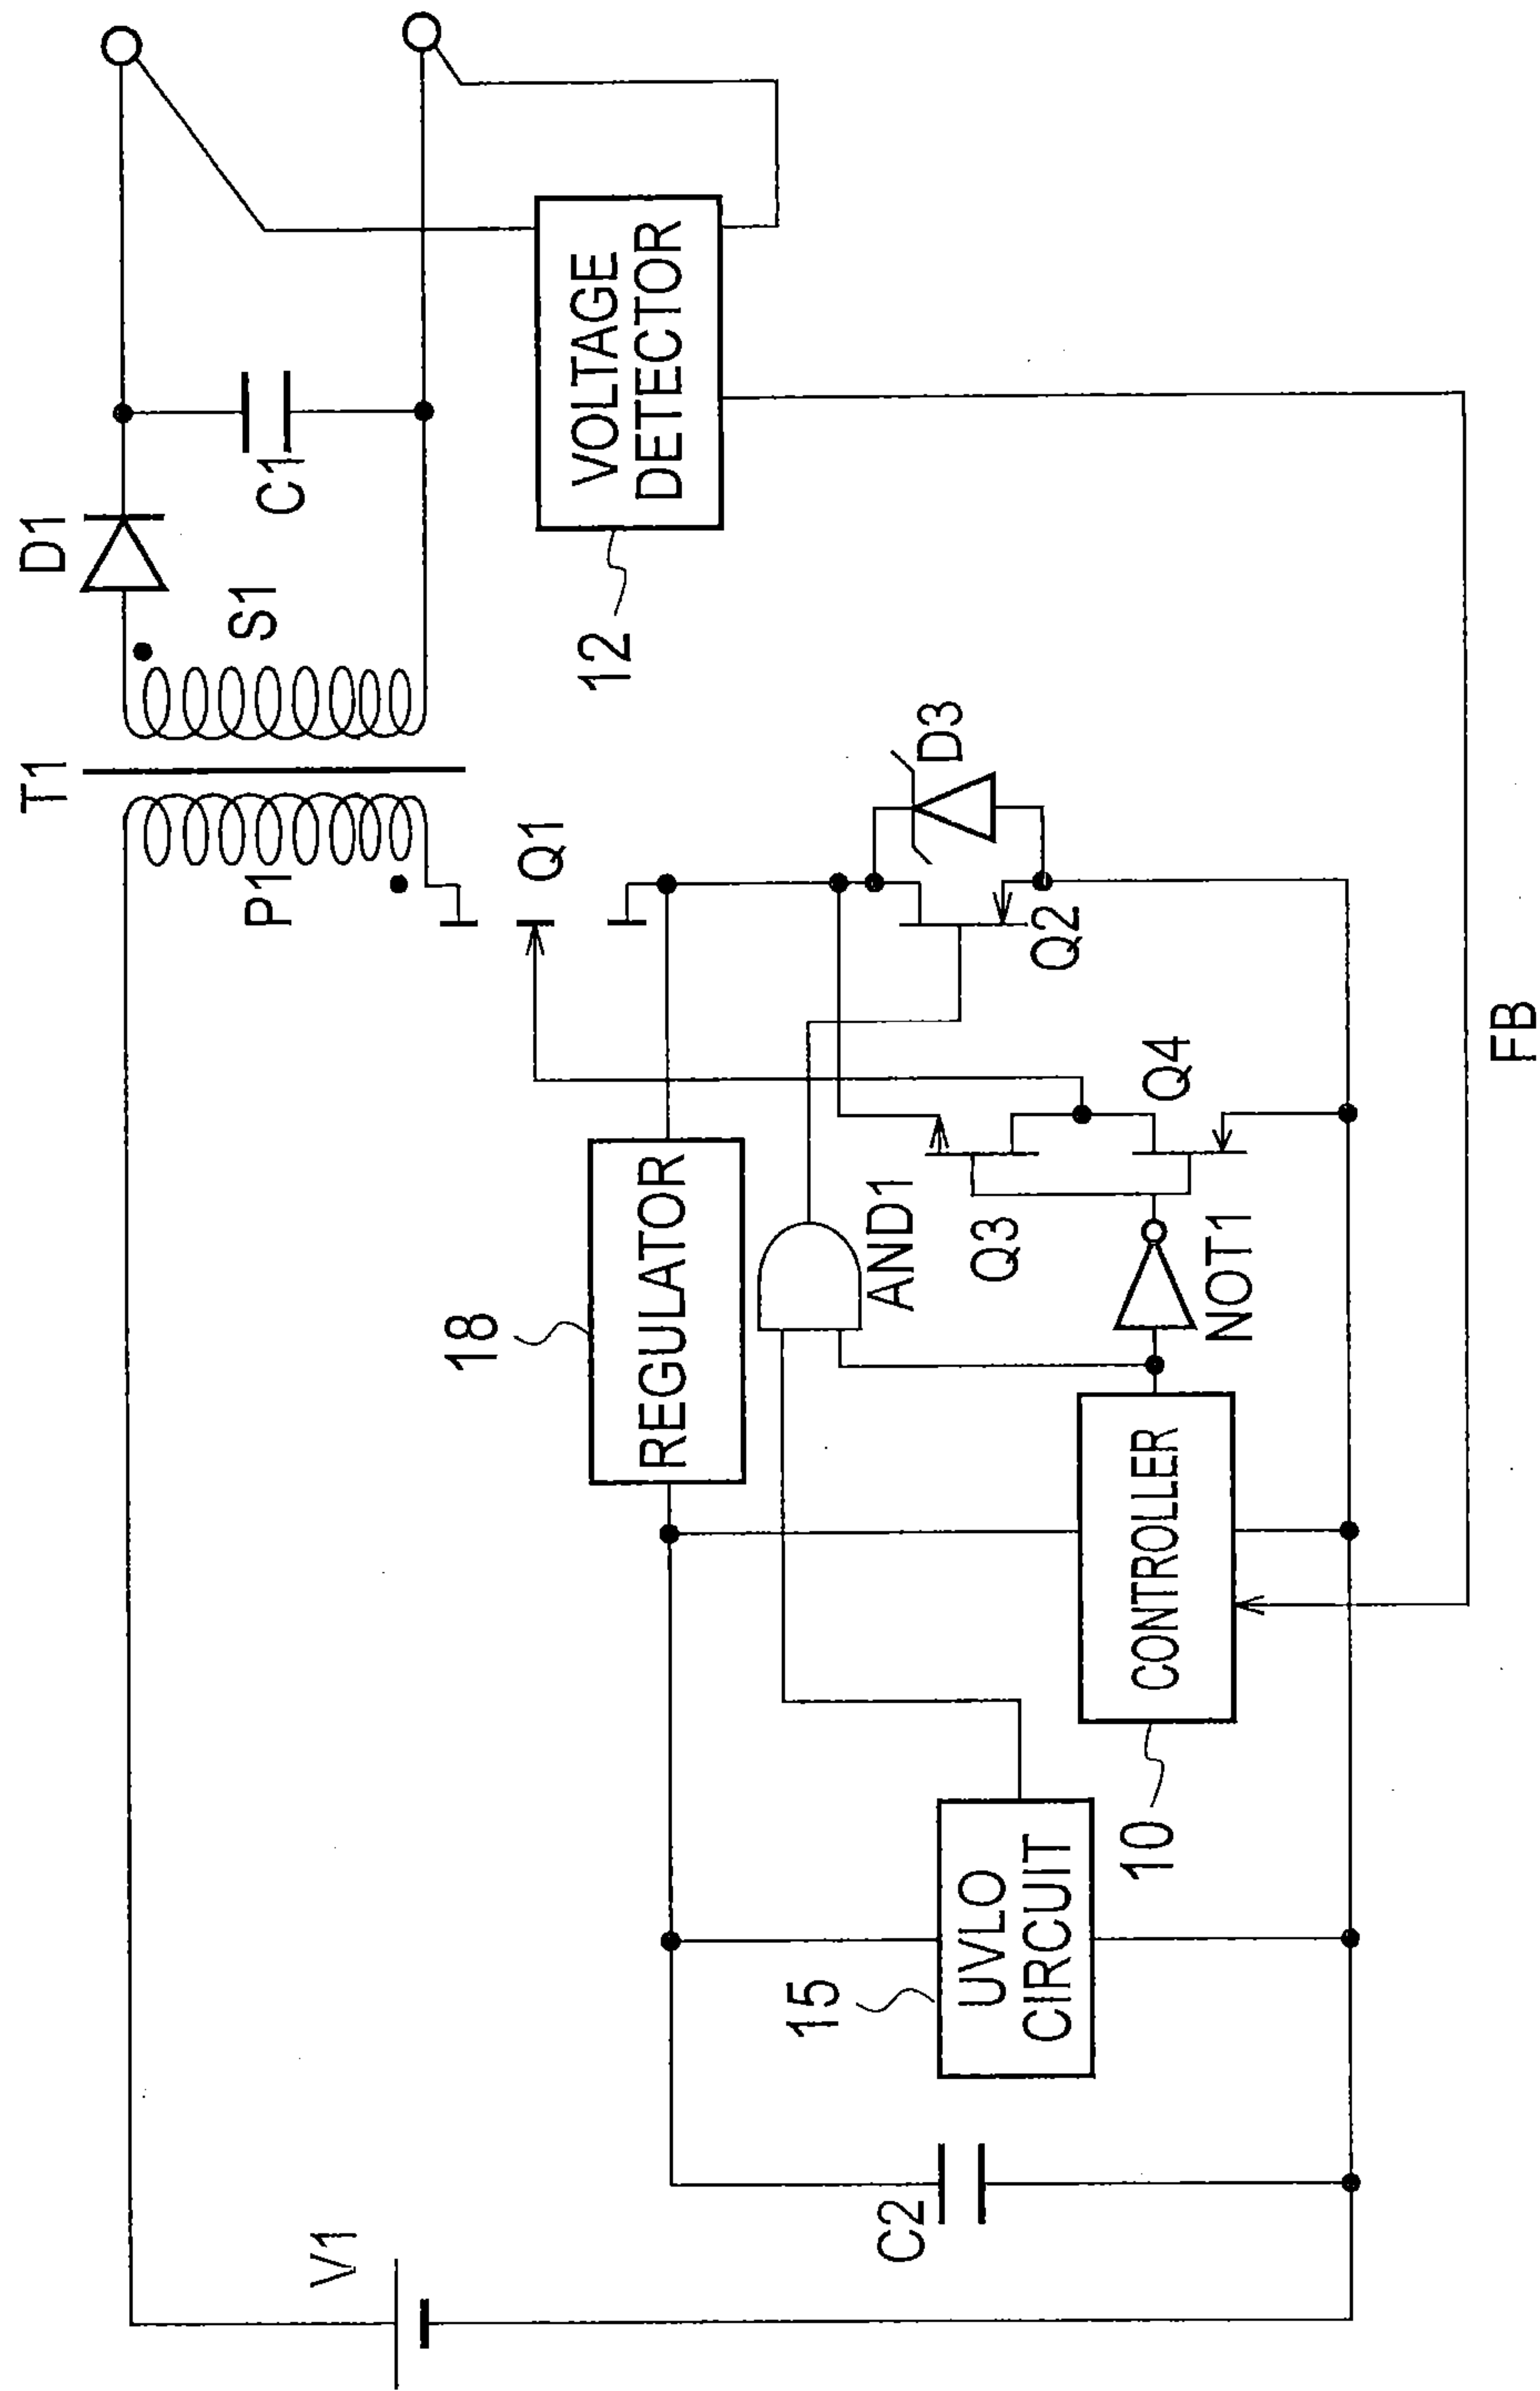 V1
T1
D1
P1
S1
C1
Q1
18
REGULATOR
12
VOLTAGE
DETECTOR
D3
15
UVLO
CIRCUIT
C2
AND1
Q3
Q2
10
CONTROLLER
NOT1
Q4
FB